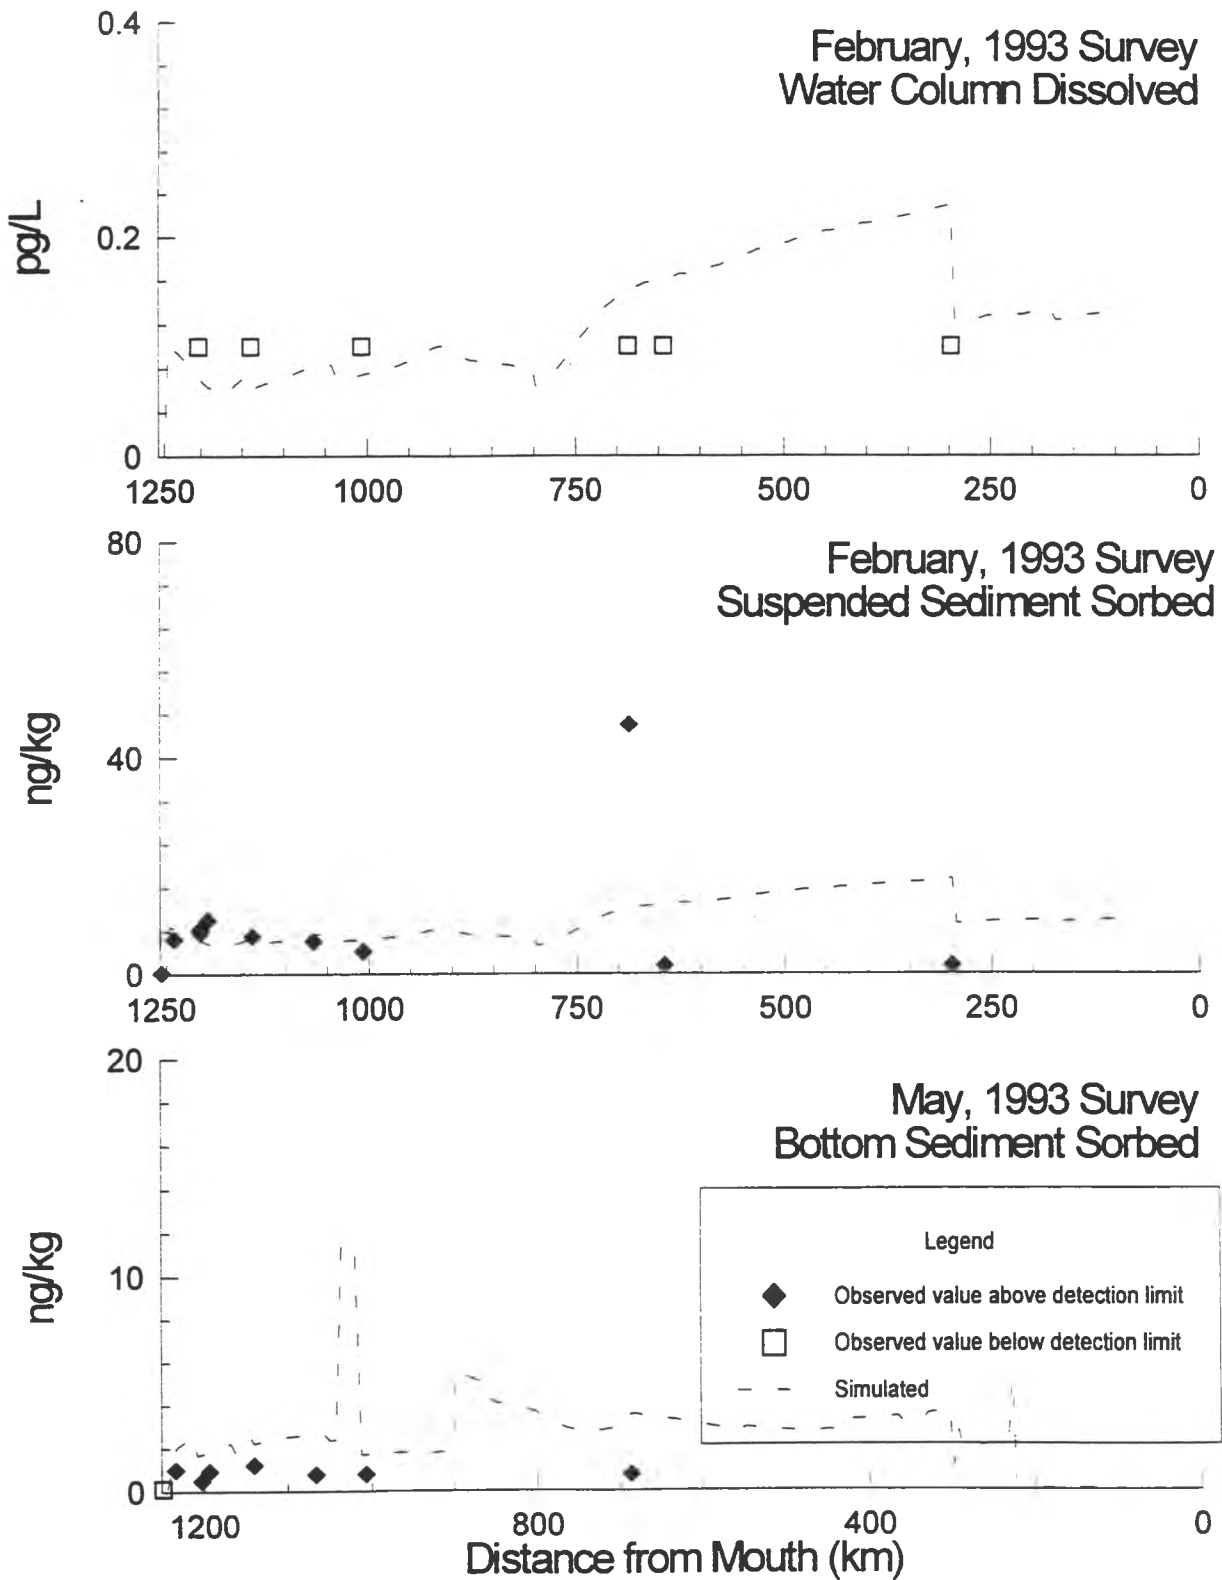 0.4
February, 1993 Survey
Water Column Dissolved
pg/L
0.2
0
1250 1000 750 500 250 0
80
February, 1993 Survey
Suspended Sediment Sorbed
ng/kg
40
0
1250 1000 750 500 250 0
20
May, 1993 Survey
Bottom Sediment Sorbed
ng/kg
10
Legend
Observed value above detection limit
Observed value below detection limit
Simulated
0
1200 800 400 0
Distance from Mouth (km)